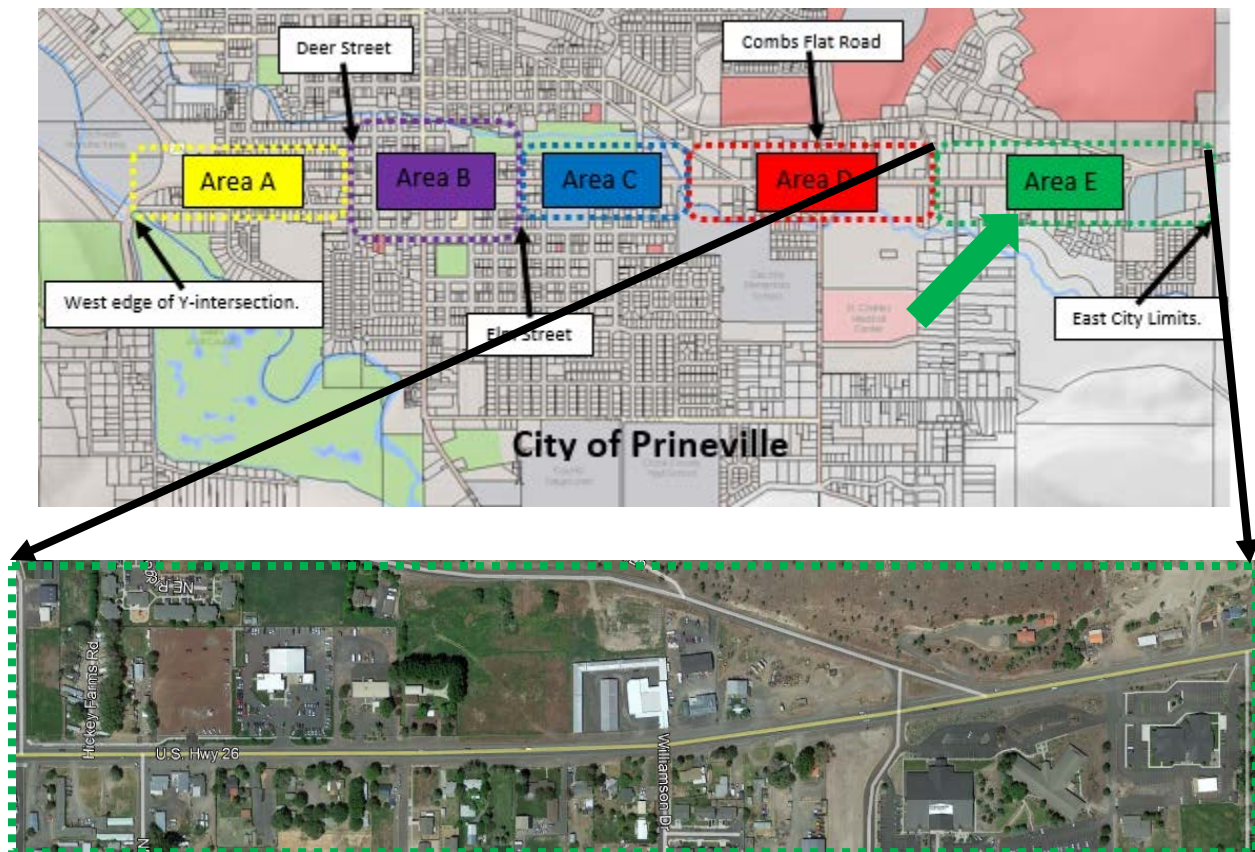 Deer Street
Combs Flat Road
Area A
Area B
Area C
Area D
Area E
West edge of Y-intersection.
Elm Street
East City Limits.
City of Prineville
NE R
Hickey Farms Rd.
U.S. Hwy 26
Williamson Dr.